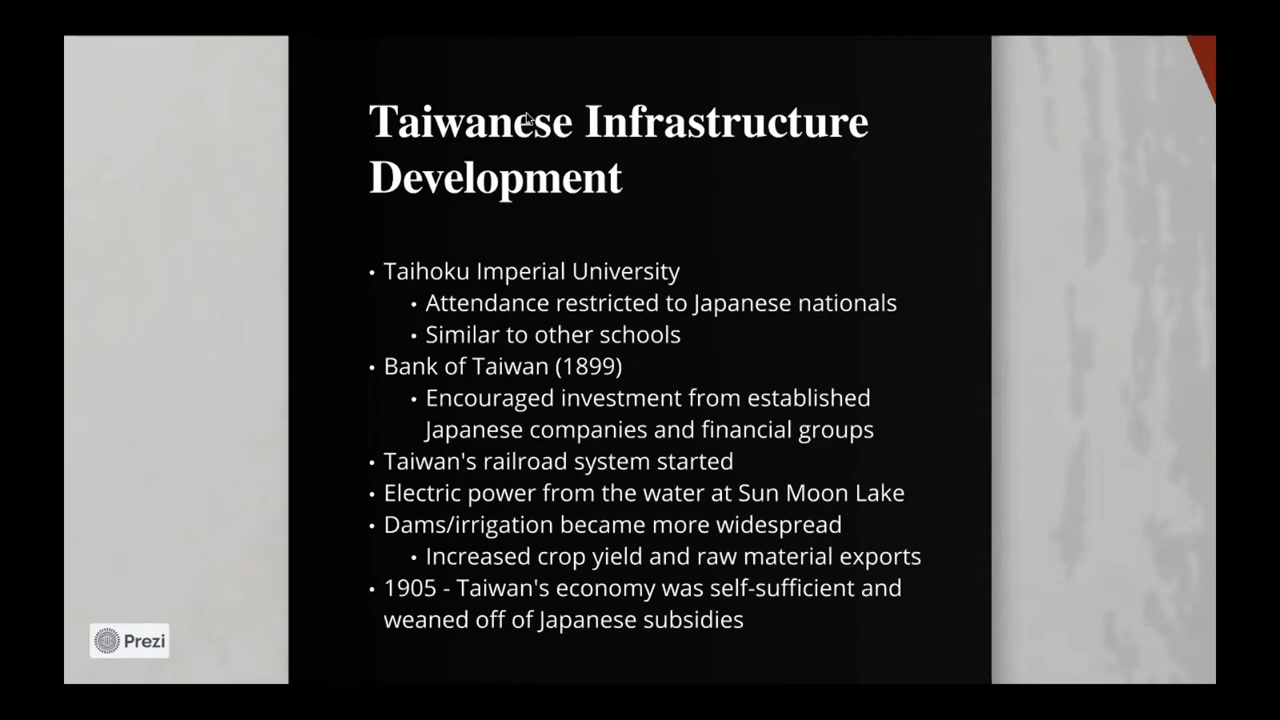 Taiwanese Infrastructure
Development
• Taihoku Imperial University
• Attendance restricted to Japanese nationals
• Similar to other schools
• Bank of Taiwan (1899)
• Encouraged investment from established
Japanese companies and financial groups
• Taiwan's railroad system started
• Electric power from the water at Sun Moon Lake
• Dams/irrigation became more widespread
• Increased crop yield and raw material exports
• 1905 - Taiwan's economy was self-sufficient and
weaned off of Japanese subsidies
Prezi